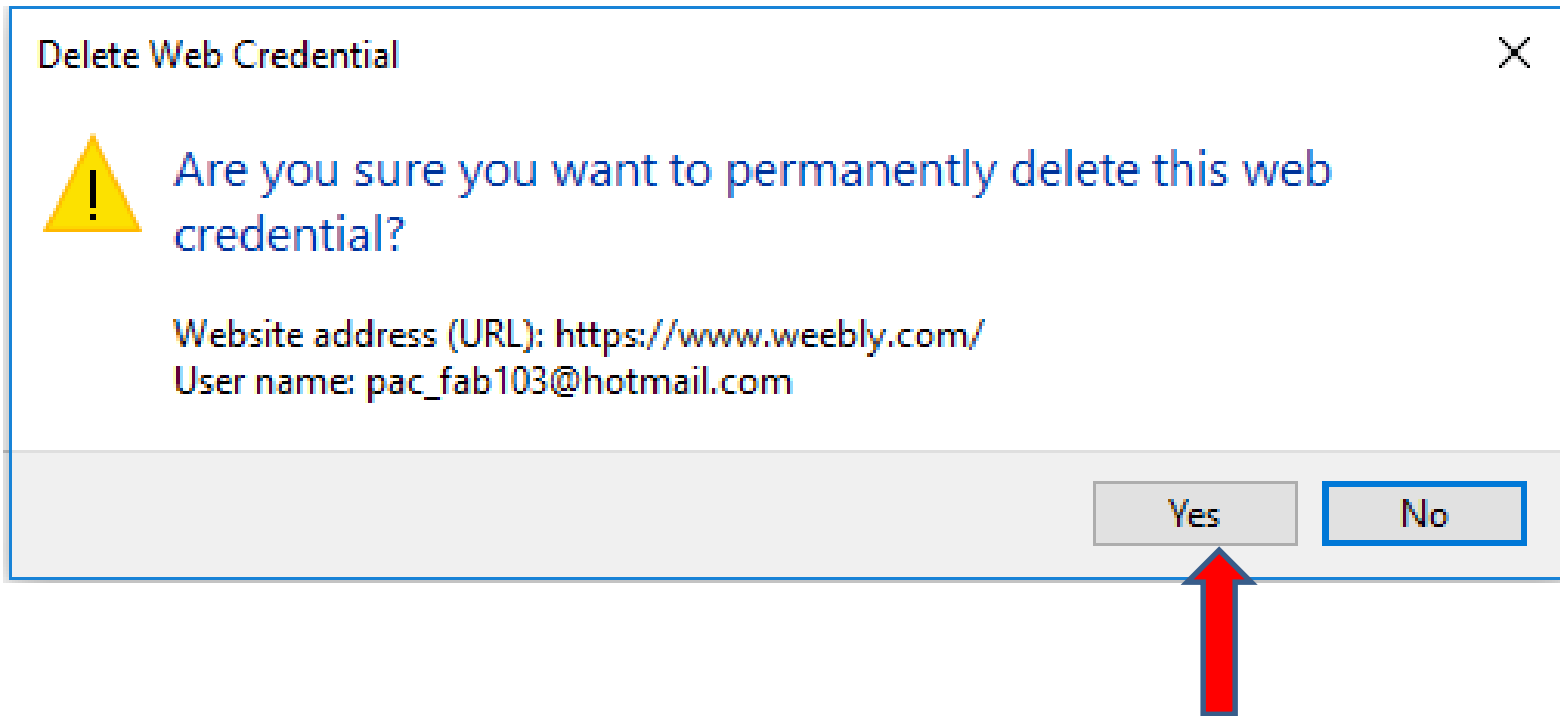 Delete Web Credential
Are you sure you want to permanently delete this web
credential?
Website address (URL): https://www.weebly.com/
User name: pac_fab103@hotmail.com
Yes No